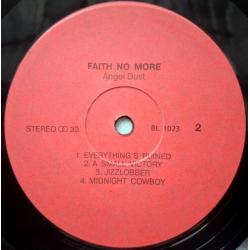 FAITH NO MORE
Angel Dust
STEREO 33
BL 1023
2
1. EVERYTHING'S RUINED
2. A SMALL VICTORY
3. JIZZLOBBER
4. MIDNIGHT COWBOY